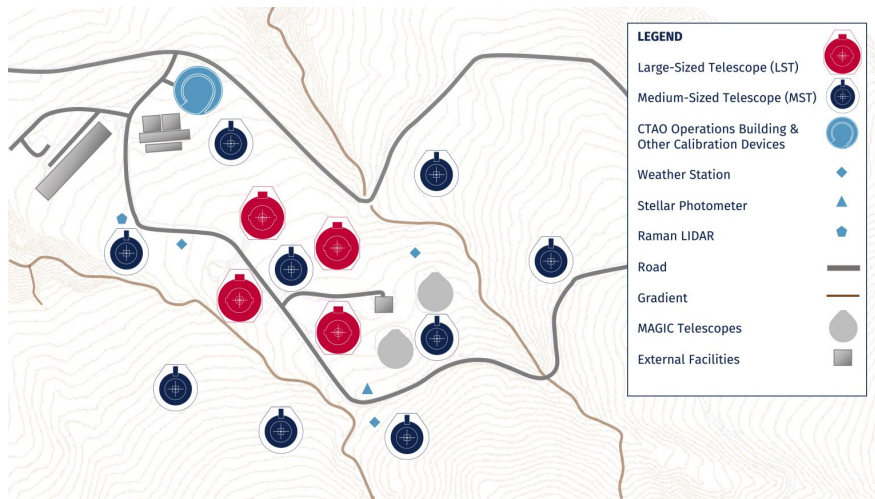 LEGEND
Large-Sized Telescope (LST)
Medium-Sized Telescope (MST)
CTAO Operations Building &
Other Calibration Devices
Weather Station
Stellar Photometer
Raman LIDAR
Road
Gradient
MAGIC Telescopes
External Facilities